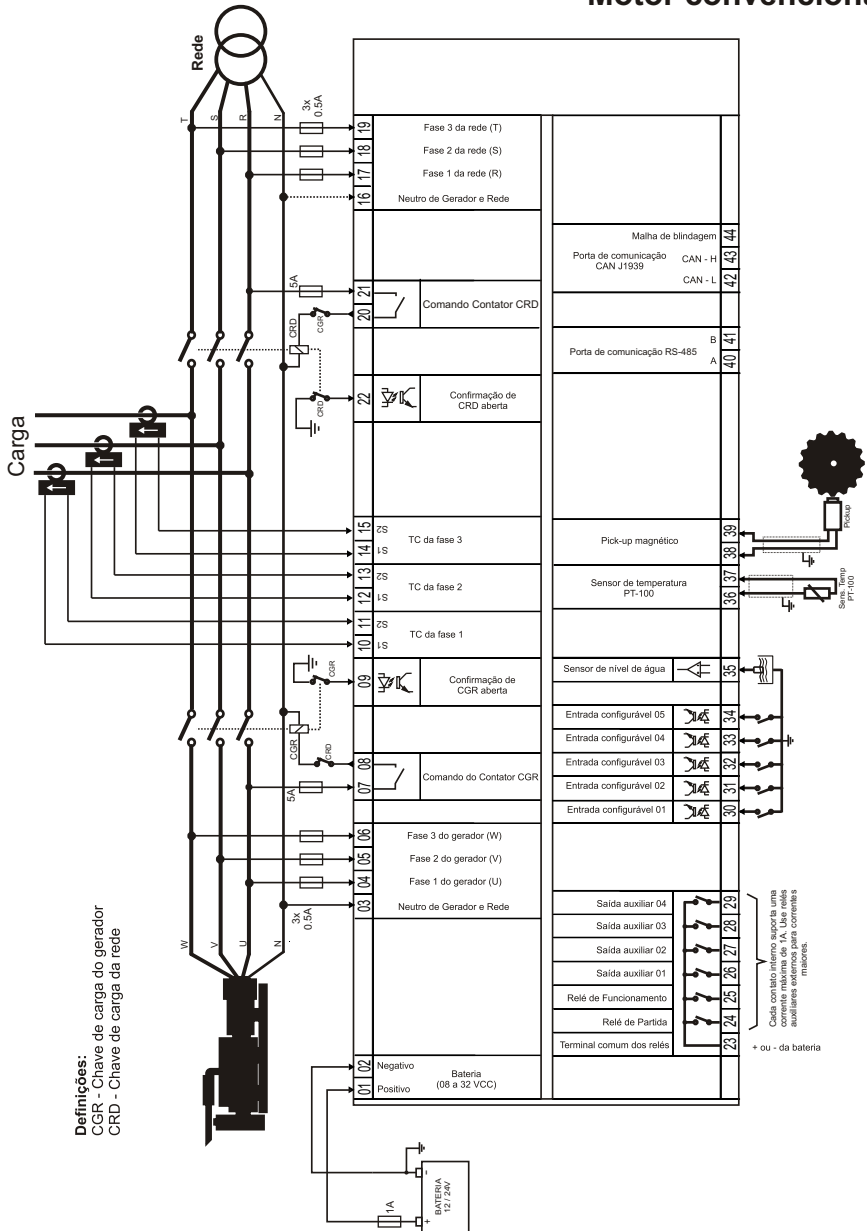 Motor convencion
Rede
T
S
R
N
3x
0.5A
19
Fase 3 da rede (T)
18
Fase 2 da rede (S)
17
Fase 1 da rede (R)
16
Neutro de Gerador e Rede
5A
21
20
Comando Contator CRD
CRD
CGR
22
Confirmação de
CRD aberta
CRD
Carga
15
S2
TC da fase 3
14
S1
13
S2
TC da fase 2
12
S1
11
S2
TC da fase 1
10
S1
09
Confirmação de
CGR aberta
CGR
CGR
CRD
08
07
Comando do Contator CGR
5A
06
Fase 3 do gerador (W)
05
Fase 2 do gerador (V)
04
Fase 1 do gerador (U)
03
Neutro de Gerador e Rede
3x
0.5A
W
V
U
N
02
Negativo
01
Positivo
Bateria
(08 a 32 VCC)
Definições:
CGR - Chave de carga do gerador
CRD - Chave de carga da rede
1A
BATERIA
12 / 24V
+
-
Malha de blindagem
44
Porta de comunicação
CAN J1939
CAN - H
43
CAN - L
42
Porta de comunicação RS-485
B
41
A
40
Pick-up magnético
39
38
Pickup
Sensor de temperatura
PT-100
37
36
Sens. Temp
PT-100
Sensor de nível de água
35
Entrada configurável 05
34
Entrada configurável 04
33
Entrada configurável 03
32
Entrada configurável 02
31
Entrada configurável 01
30
Saída auxiliar 04
29
Saída auxiliar 03
28
Saída auxiliar 02
27
Saída auxiliar 01
26
Relé de Funcionamento
25
Relé de Partida
24
Terminal comum dos relés
23
Cada contato interno suporta uma
corrente máxima de 1A. Use relés
auxiliares externos para correntes
maiores.
+ ou - da bateria